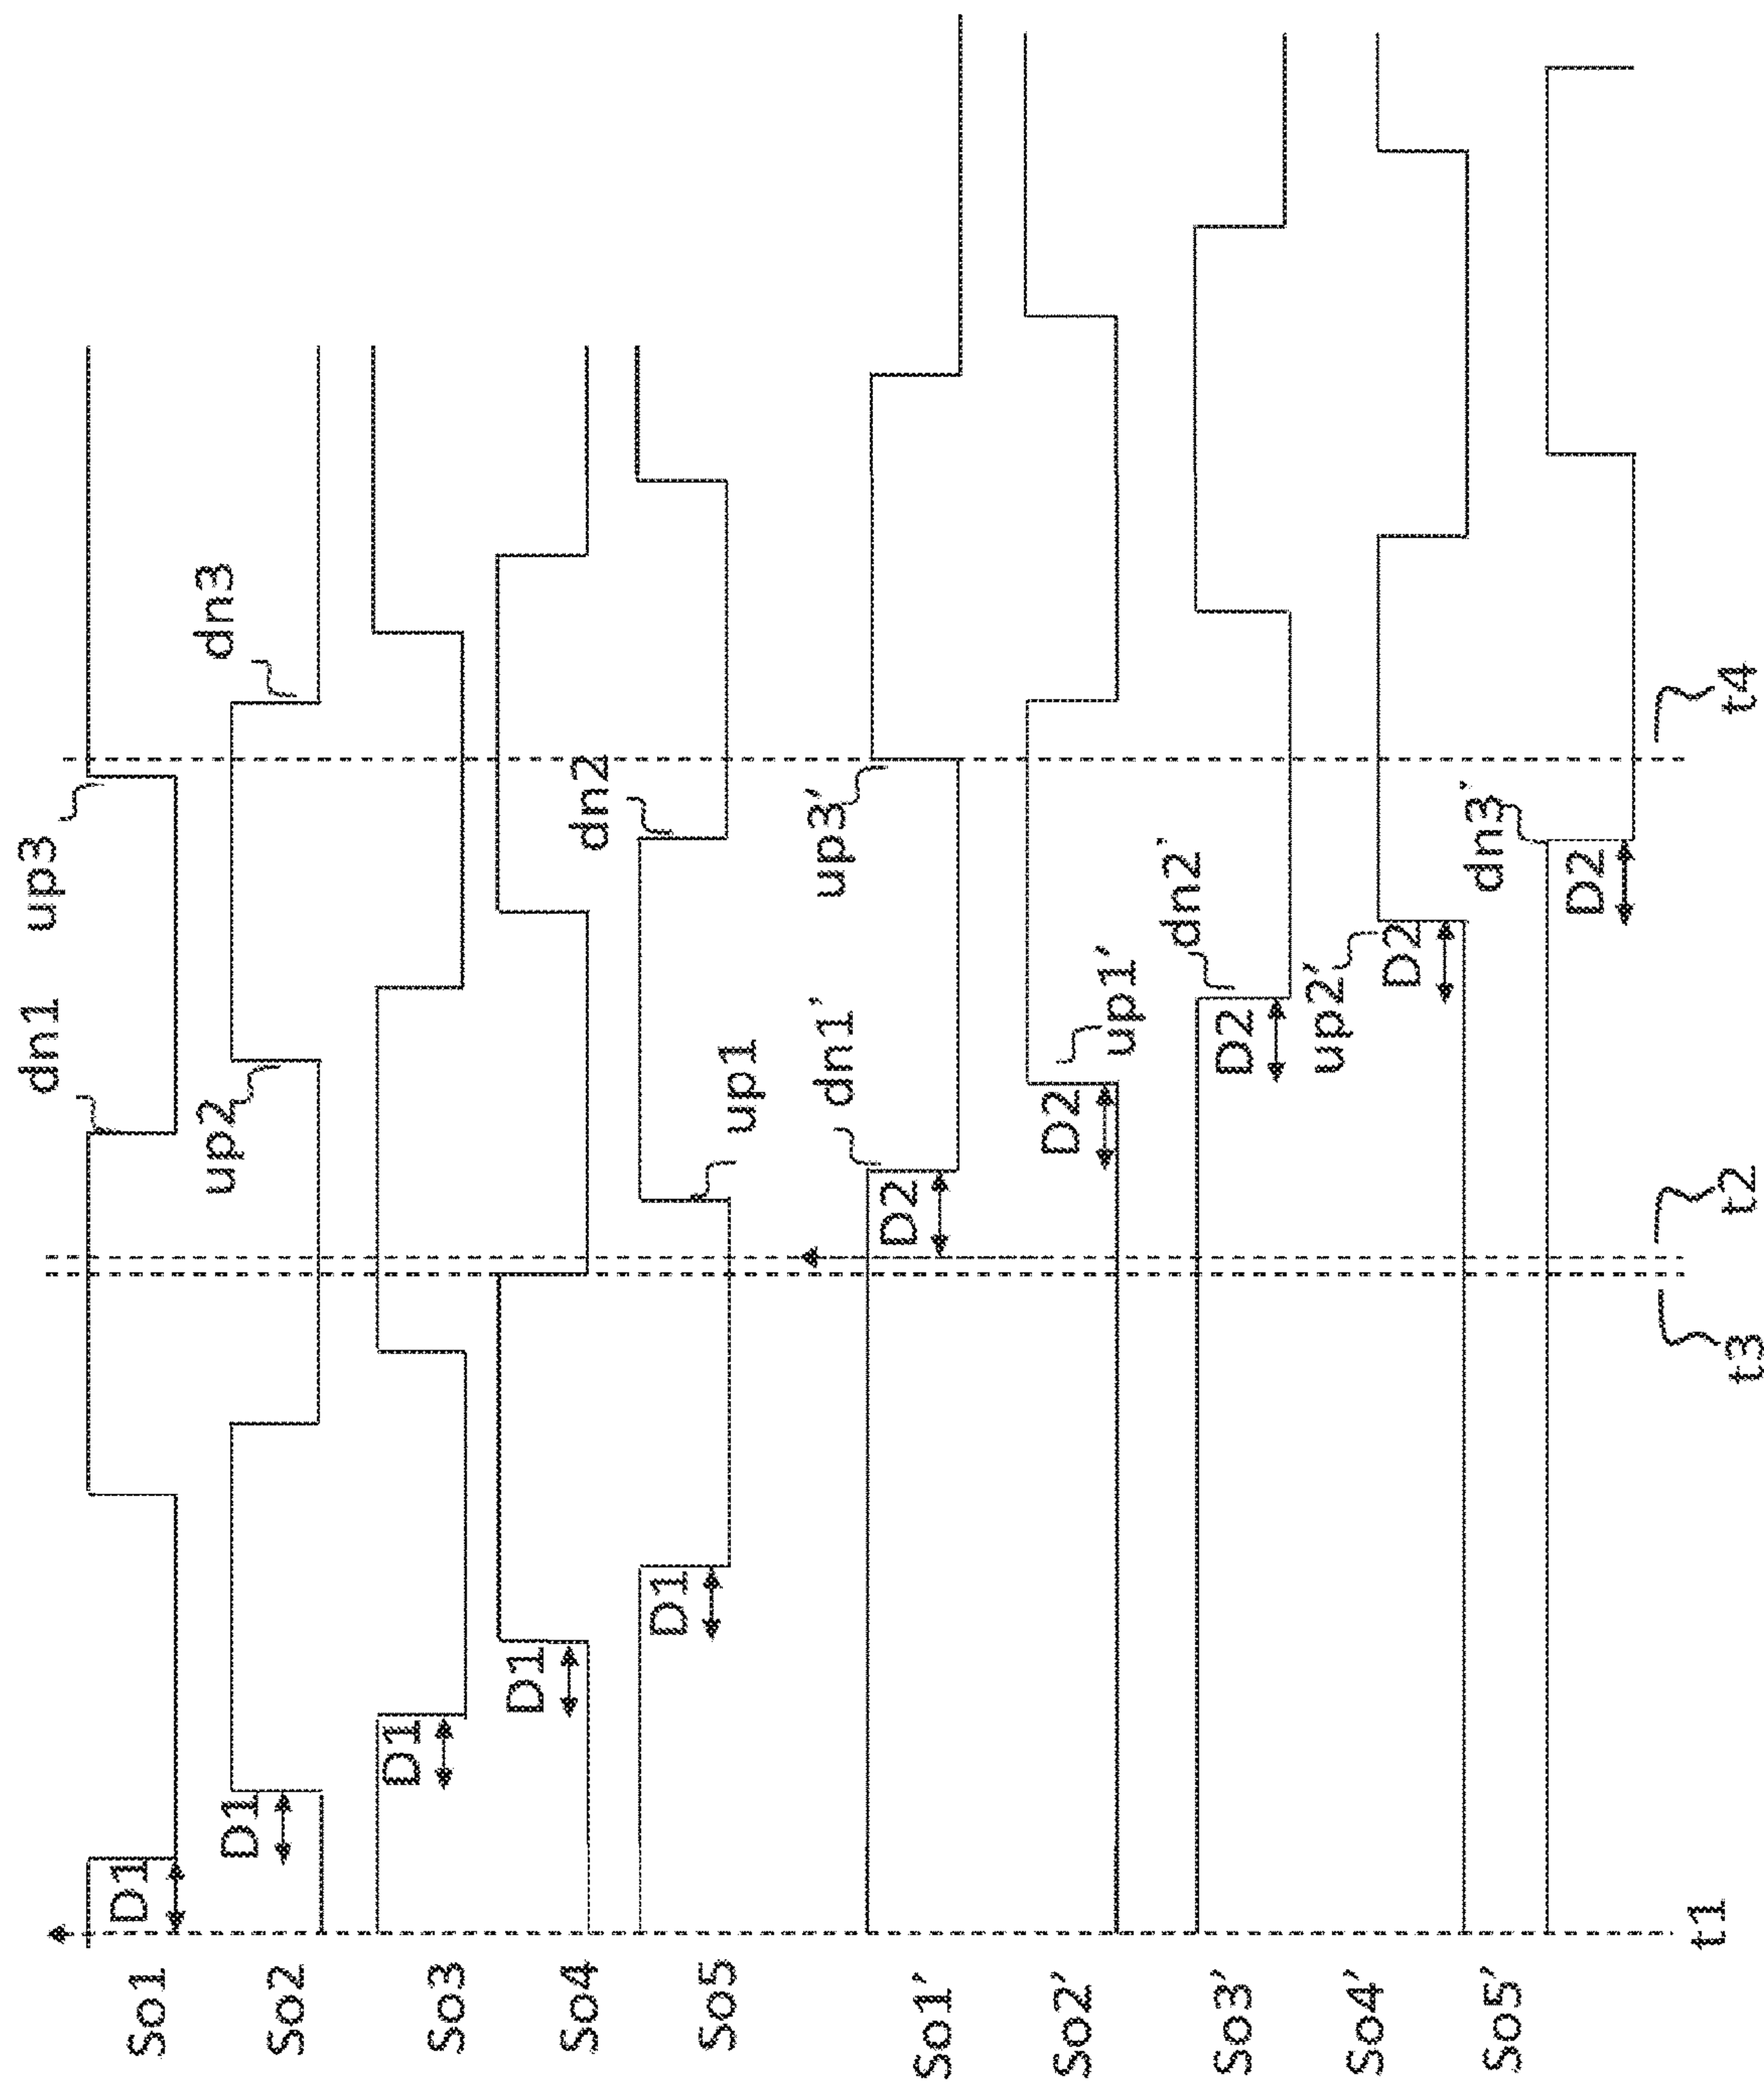 So1
D1
dn1
up3
So2
D1
up2
dn3
So3
D1
So4
D1
So5
D1
up1
dn2
So1'
D2
dn1'
up3'
So2'
D2
up1'
So3'
D2
dn2'
So4'
up2'
D2
So5'
dn3'
D2
t1
t3
t2
t4